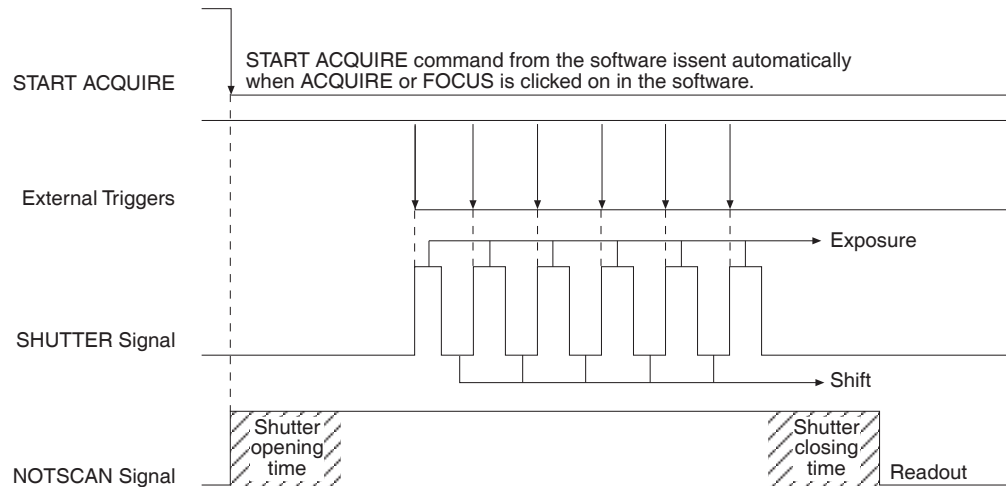 START ACQUIRE command from the software issent automatically
when ACQUIRE or FOCUS is clicked on in the software.
START ACQUIRE
External Triggers
Exposure
SHUTTER Signal
Shift
Shutter
opening
time
Shutter
closing
time
NOTSCAN Signal
Readout